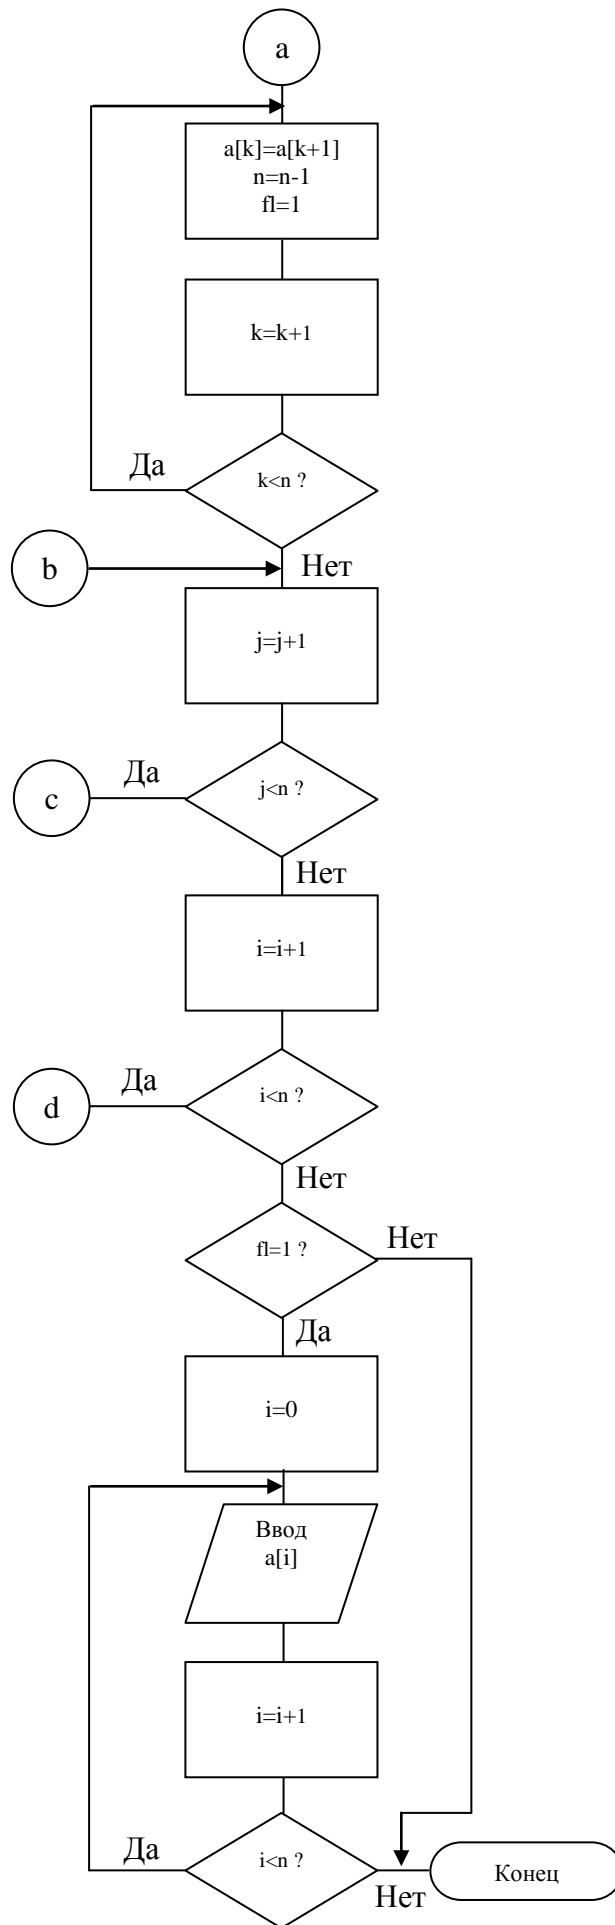 a
a[k]=a[k+1]
n=n-1
fl=1
k=k+1
Да
k<n ?
b
Нет
j=j+1
Да
c
j<n ?
Нет
i=i+1
Да
d
i<n ?
Нет
fl=1 ?
Нет
Да
i=0
Ввод
a[i]
i=i+1
Да
i<n ?
Нет
Конец